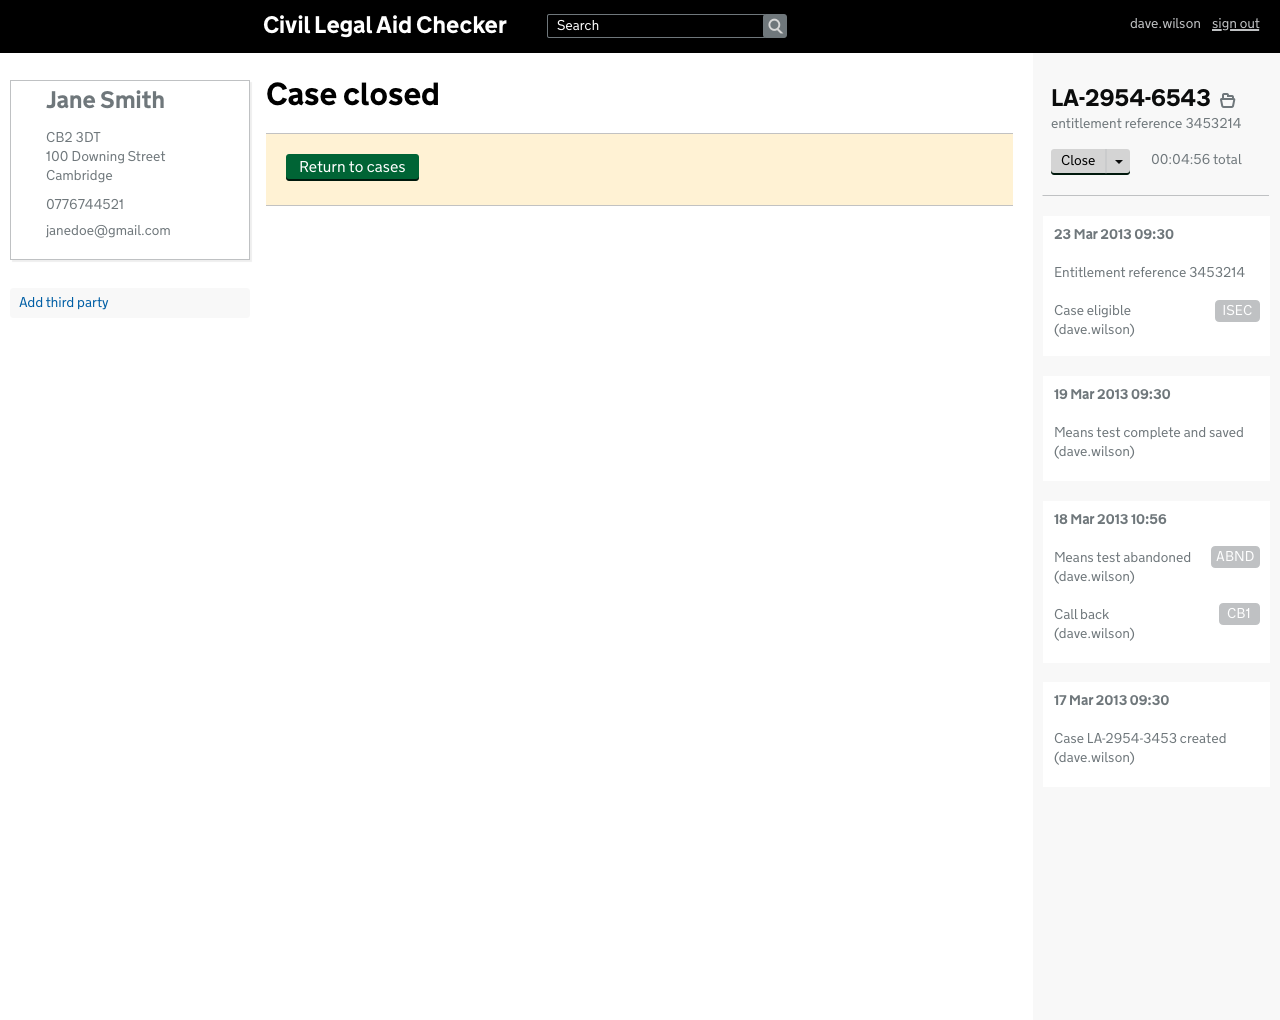 Civil Legal Aid Checker
Search
dave.wilson sign out
Jane Smith
CB2 3DT
100 Downing Street
Cambridge
0776744521
janedoe@gmail.com
Add third party
Case closed
Return to cases
LA-2954-6543
entitlement reference 3453214
Close
00:04:56 total
23 Mar 2013 09:30
Entitlement reference 3453214
Case eligible ISEC
(dave.wilson)
19 Mar 2013 09:30
Means test complete and saved
(dave.wilson)
18 Mar 2013 10:56
Means test abandoned ABND
(dave.wilson)
Call back CB1
(dave.wilson)
17 Mar 2013 09:30
Case LA-2954-3453 created
(dave.wilson)